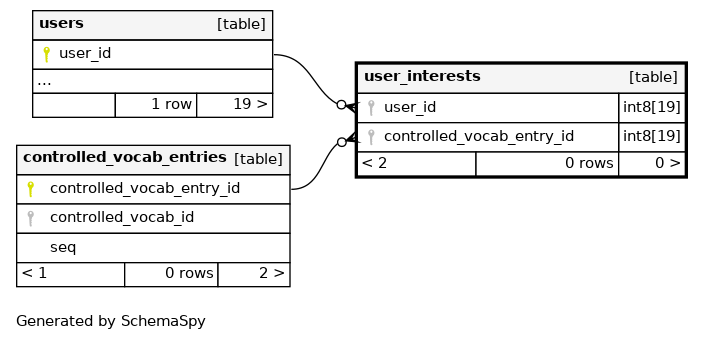 users [table]
user_id
...
1 row 19 >
user_interests [table]
user_id int8[19]
controlled_vocab_entry_id int8[19]
< 2 0 rows 0 >
controlled_vocab_entries [table]
controlled_vocab_entry_id
controlled_vocab_id
seq
< 1 0 rows 2 >
Generated by SchemaSpy